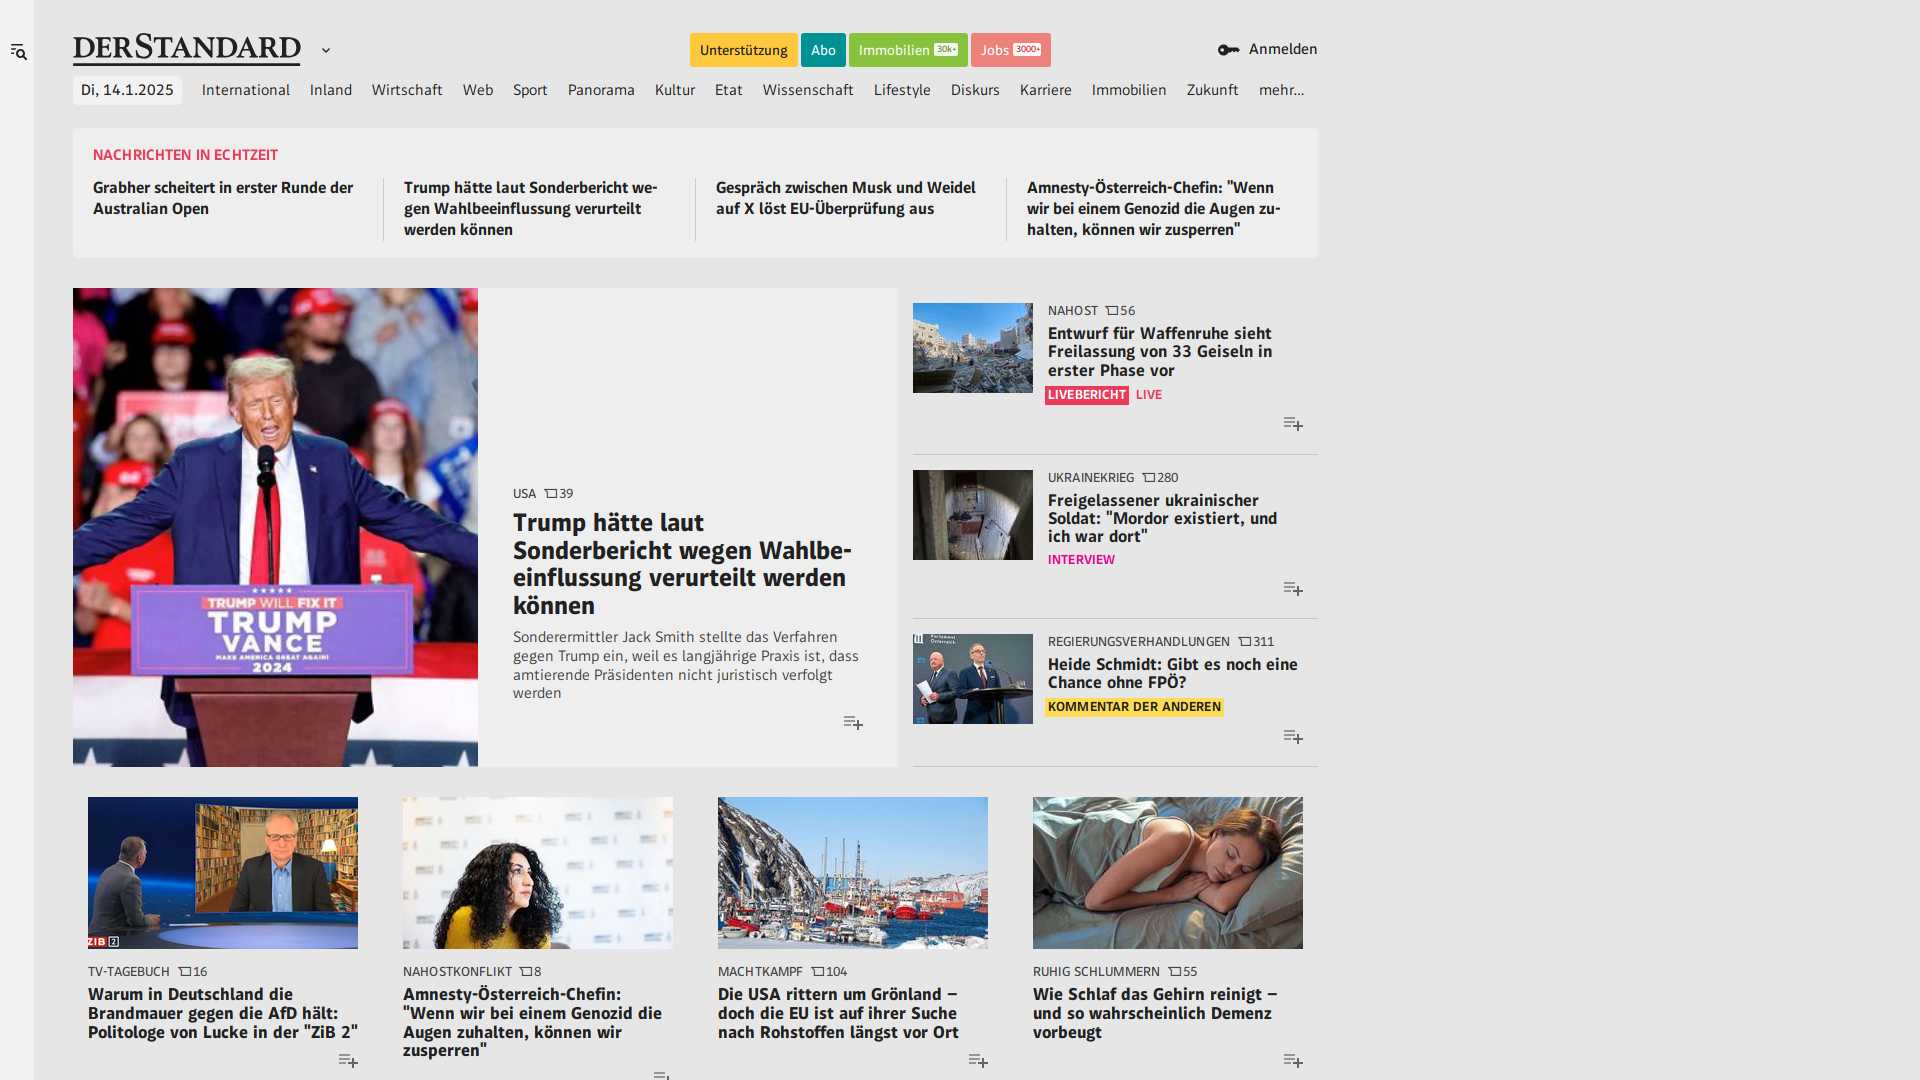 DERSTANDARD
Unterstützung
Abo
Immobilien 30k+
Jobs 3000+
Anmelden
Di, 14.1.2025 International Inland Wirtschaft Web Sport Panorama Kultur Etat Wissenschaft Lifestyle Diskurs Karriere Immobilien Zukunft mehr...
NACHRICHTEN IN ECHTZEIT
Grabher scheitert in erster Runde der
Australian Open
Trump hätte laut Sonderbericht we-
gen Wahlbeeinflussung verurteilt
werden können
Gespräch zwischen Musk und Weidel
auf X löst EU-Überprüfung aus
Amnesty-Österreich-Chefin: "Wenn
wir bei einem Genozid die Augen zu-
halten, können wir zusperren"
TRUMP WILL FIX IT
TRUMP
VANCE
MAKE AMERICA GREAT AGAIN!
2024
USA 39
Trump hätte laut
Sonderbericht wegen Wahlbe-
einflussung verurteilt werden
können
Sonderermittler Jack Smith stellte das Verfahren
gegen Trump ein, weil es langjährige Praxis ist, dass
amtierende Präsidenten nicht juristisch verfolgt
werden
NAHOST 56
Entwurf für Waffenruhe sieht
Freilassung von 33 Geiseln in
erster Phase vor
LIVEBERICHT LIVE
UKRAINEKRIEG 280
Freigelassener ukrainischer
Soldat: "Mordor existiert, und
ich war dort"
INTERVIEW
Parlament
Österreich
REGIERUNGSVERHANDLUNGEN 311
Heide Schmidt: Gibt es noch eine
Chance ohne FPÖ?
KOMMENTAR DER ANDEREN
ZIB 2
TV-TAGEBUCH 16
Warum in Deutschland die
Brandmauer gegen die AfD hält:
Politologe von Lucke in der "ZiB 2"
NAHOSTKONFLIKT 8
Amnesty-Österreich-Chefin:
"Wenn wir bei einem Genozid die
Augen zuhalten, können wir
zusperren"
MACHTKAMPF 104
Die USA rittern um Grönland –
doch die EU ist auf ihrer Suche
nach Rohstoffen längst vor Ort
RUHIG SCHLUMMERN 55
Wie Schlaf das Gehirn reinigt –
und so wahrscheinlich Demenz
vorbeugt